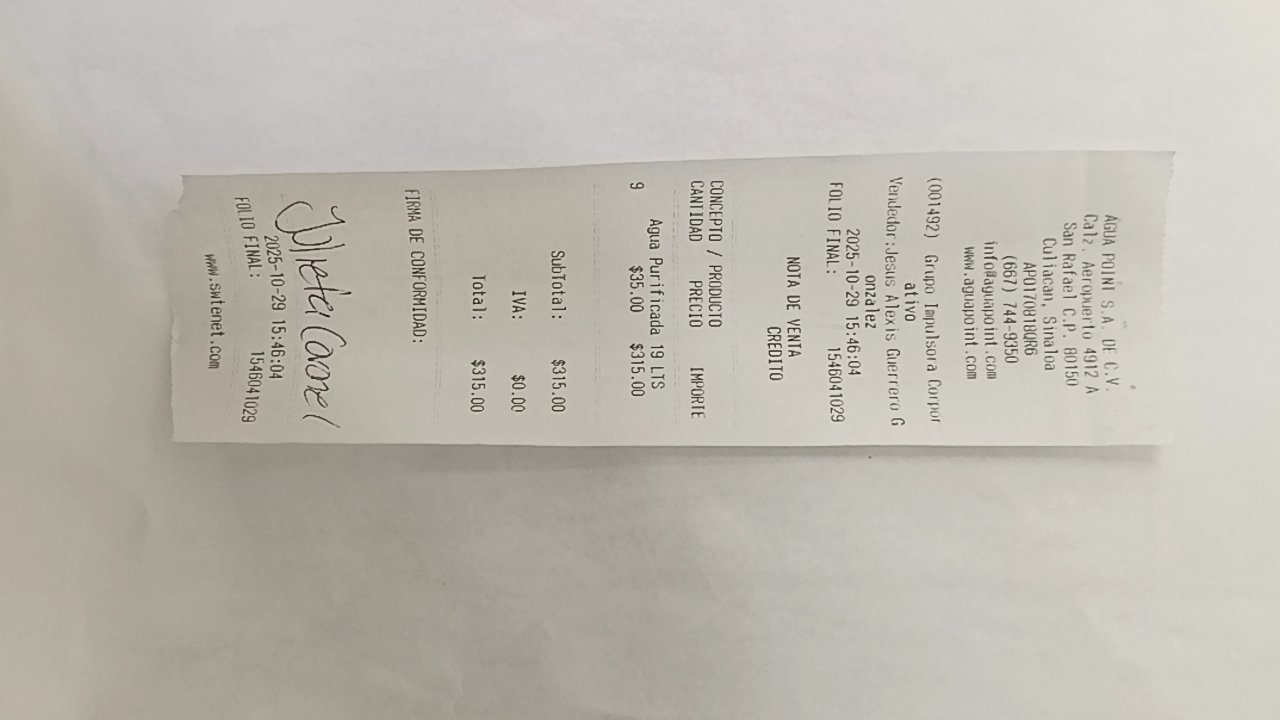 AGUA POINT S.A. DE C.V.
Calz. Aeropuerto 4912 A
San Rafael C.P. 80150
Culiacan, Sinaloa
APO170818QR6
(667) 744-9350
info@aguapoint.com
www.aguapoint.com
(001492) Grupo Impulsora Corpor
ativo
Vendedor:Jesus Alexis Guerrero G
onzalez
2025-10-29 15:46:04
FOLIO FINAL: 1546041029
NOTA DE VENTA
CREDITO
CONCEPTO / PRODUCTO
CANTIDAD PRECIO IMPORTE
Agua Purificada 19 LTS
9 $35.00 $315.00
SubTotal: $315.00
IVA: $0.00
Total: $315.00
FIRMA DE CONFORMIDAD:
Julieta
2025-10-29 15:46:04
FOLIO FINAL: 1546041029
www.swtenet.com